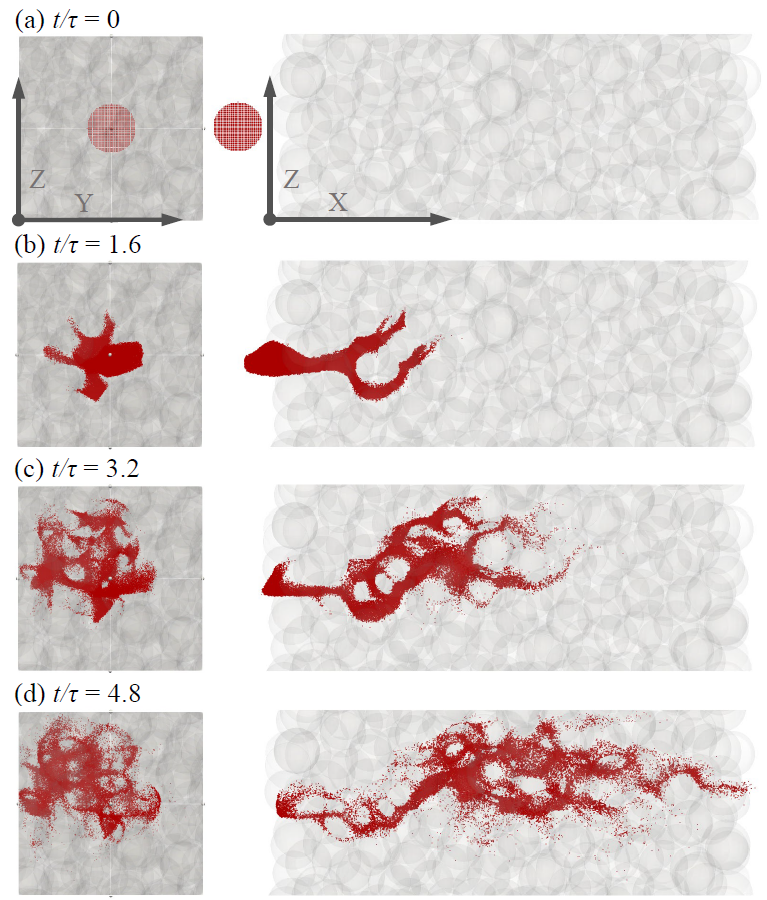 (a) t/τ = 0
Z
Y
Z
X
(b) t/τ = 1.6
(c) t/τ = 3.2
(d) t/τ = 4.8